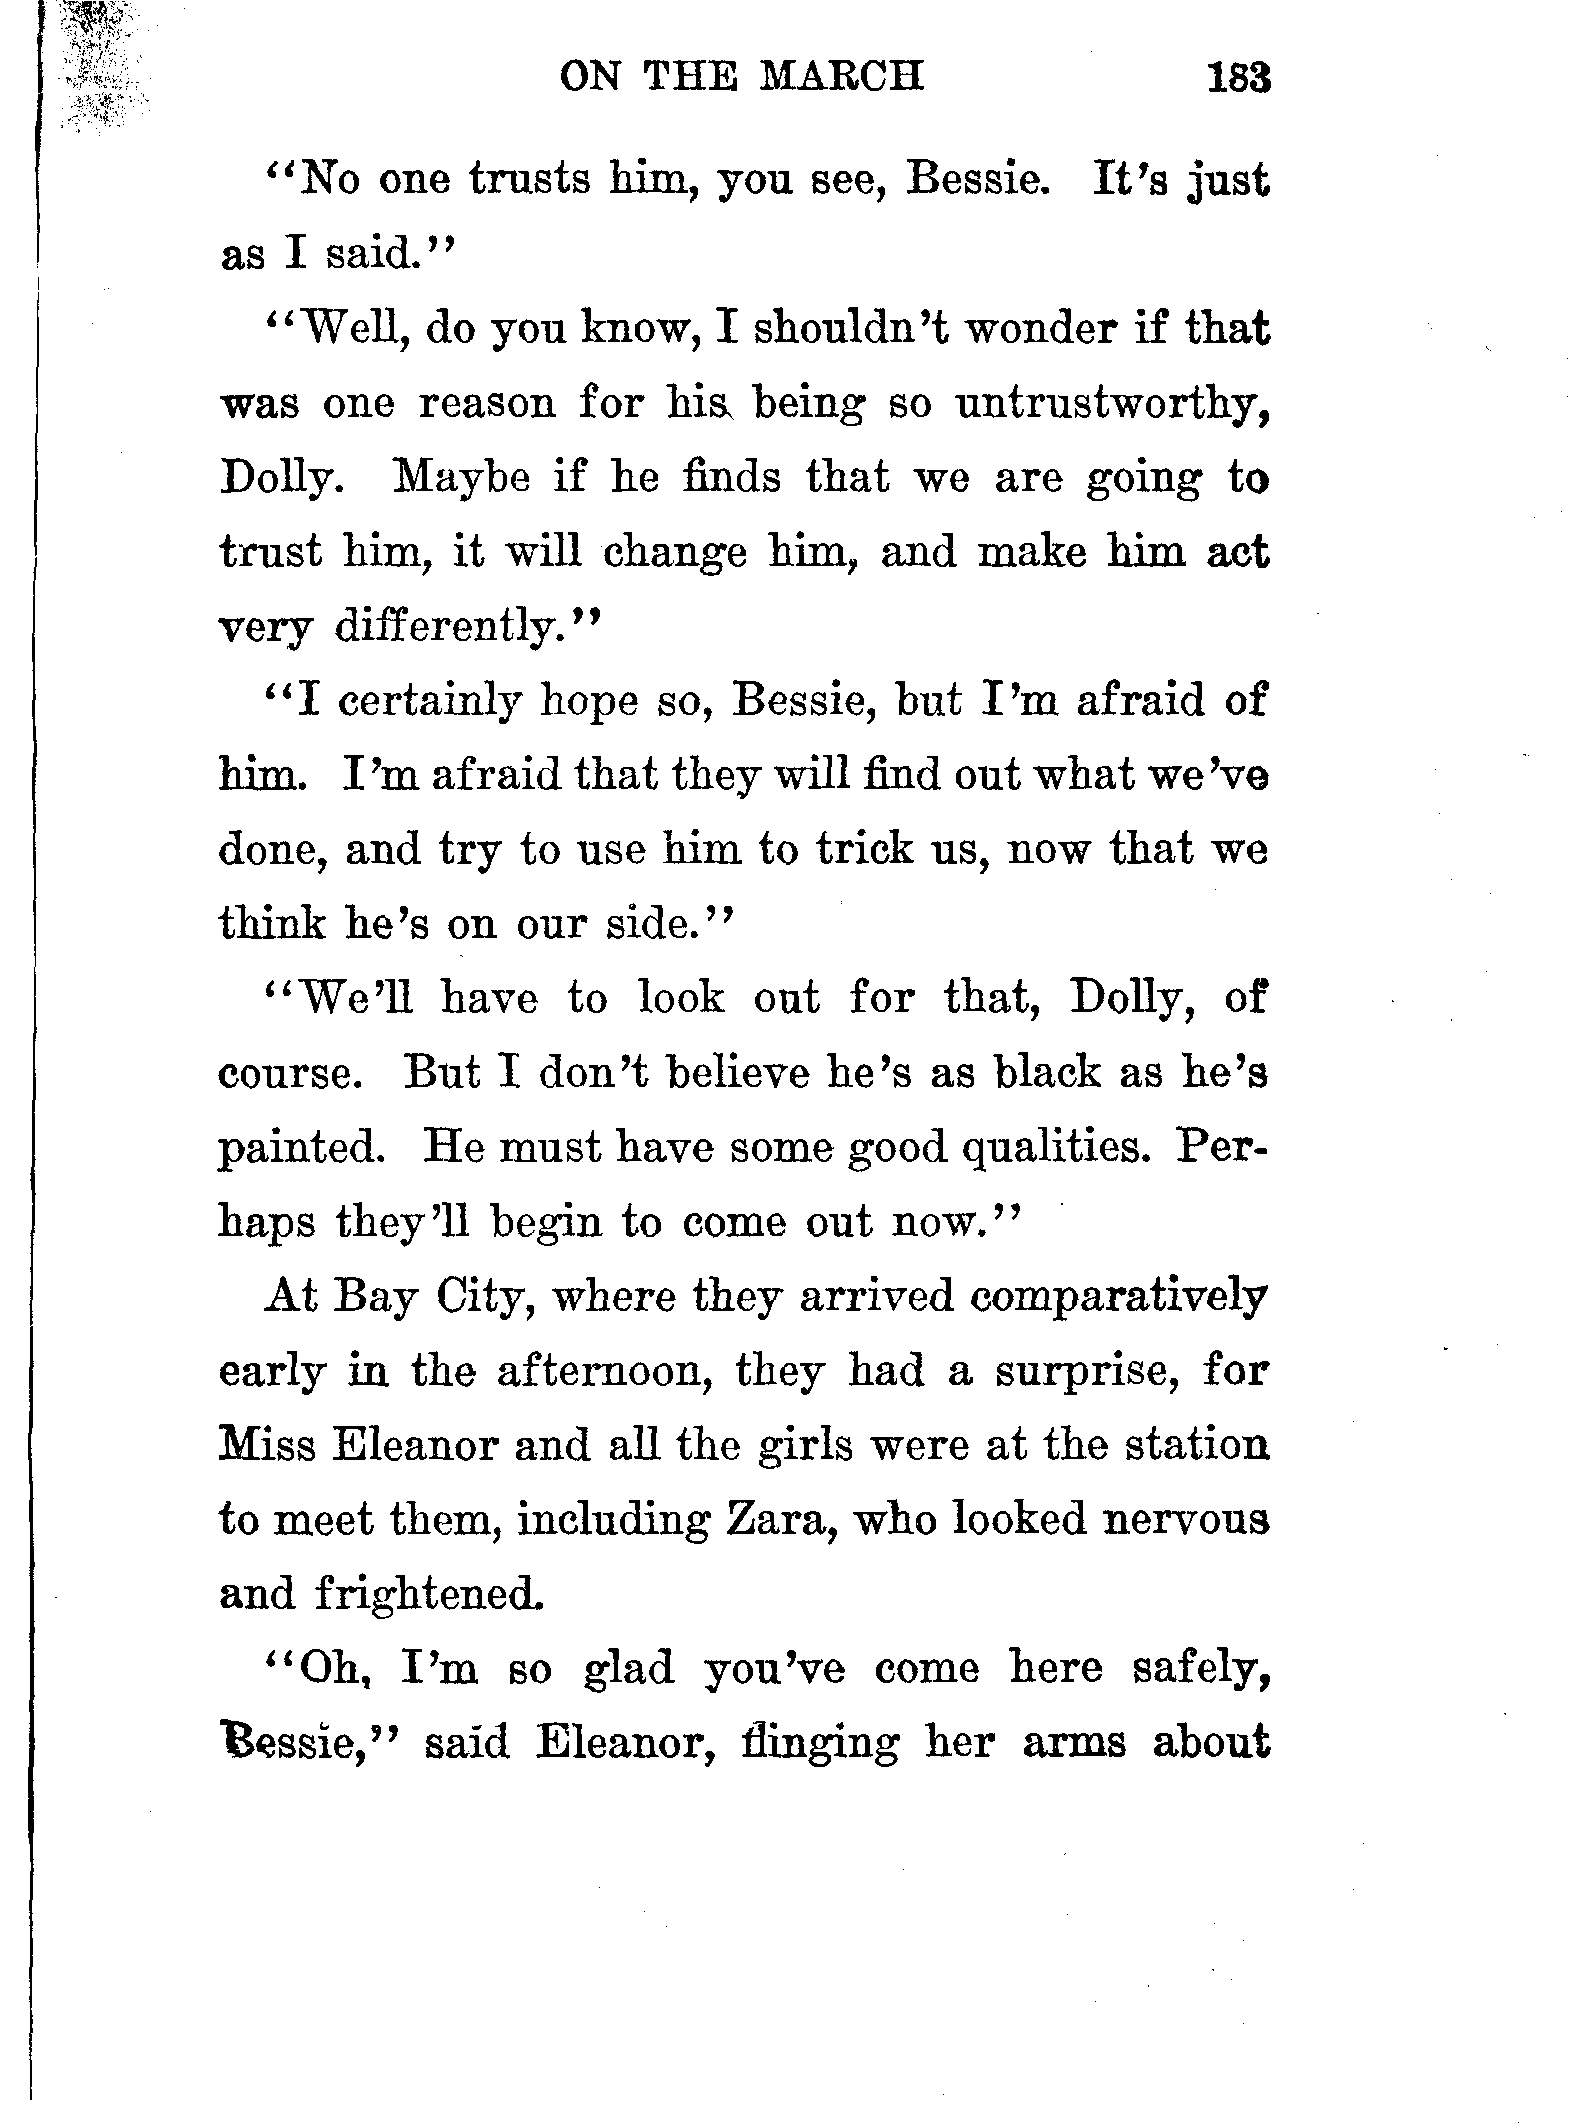 ON THE MARCH 183
"No one trusts him, you see, Bessie. It's just
as I said."
"Well, do you know, I shouldn't wonder if that
was one reason for his being so untrustworthy,
Dolly. Maybe if he finds that we are going to
trust him, it will change him, and make him act
very differently."
"I certainly hope so, Bessie, but I'm afraid of
him. I'm afraid that they will find out what we've
done, and try to use him to trick us, now that we
think he's on our side."
"We'll have to look out for that, Dolly, of
course. But I don't believe he's as black as he's
painted. He must have some good qualities. Per-
haps they'll begin to come out now."
At Bay City, where they arrived comparatively
early in the afternoon, they had a surprise, for
Miss Eleanor and all the girls were at the station
to meet them, including Zara, who looked nervous
and frightened.
"Oh, I'm so glad you've come here safely,
Bessie," said Eleanor, flinging her arms about